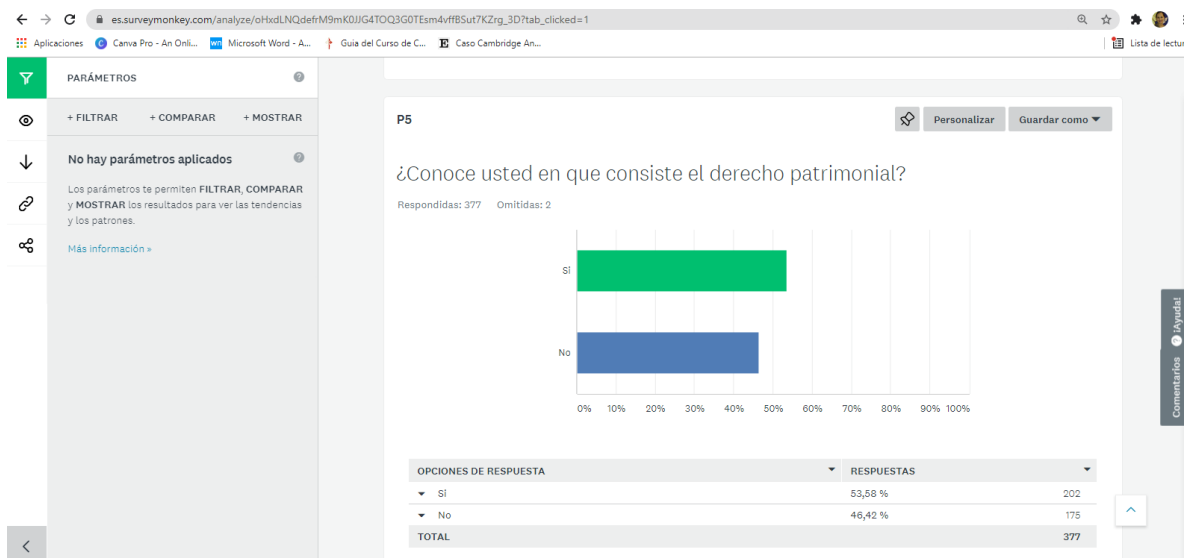 es.surveymonkey.com/analyze/oHxdLNQdefrM9mK0JJG4TOQ3G0TEsm4vffBSut7KZrg_3D?tab_clicked=1
Aplicaciones Canva Pro - An Onli... wn Microsoft Word - A... Guia del Curso de C... E Caso Cambridge An... Lista de lectur
PARÁMETROS
+ FILTRAR + COMPARAR + MOSTRAR
No hay parámetros aplicados
Los parámetros te permiten FILTRAR, COMPARAR
y MOSTRAR los resultados para ver las tendencias
y los patrones.
Más información »
P5
Personalizar Guardar como
¿Conoce usted en que consiste el derecho patrimonial?
Respondidas: 377 Omitidas: 2
Sí
No
0% 10% 20% 30% 40% 50% 60% 70% 80% 90% 100%
OPCIONES DE RESPUESTA RESPUESTAS
Sí 53,58 % 202
No 46,42 % 175
TOTAL 377
Comentarios ? ¡Ayuda!